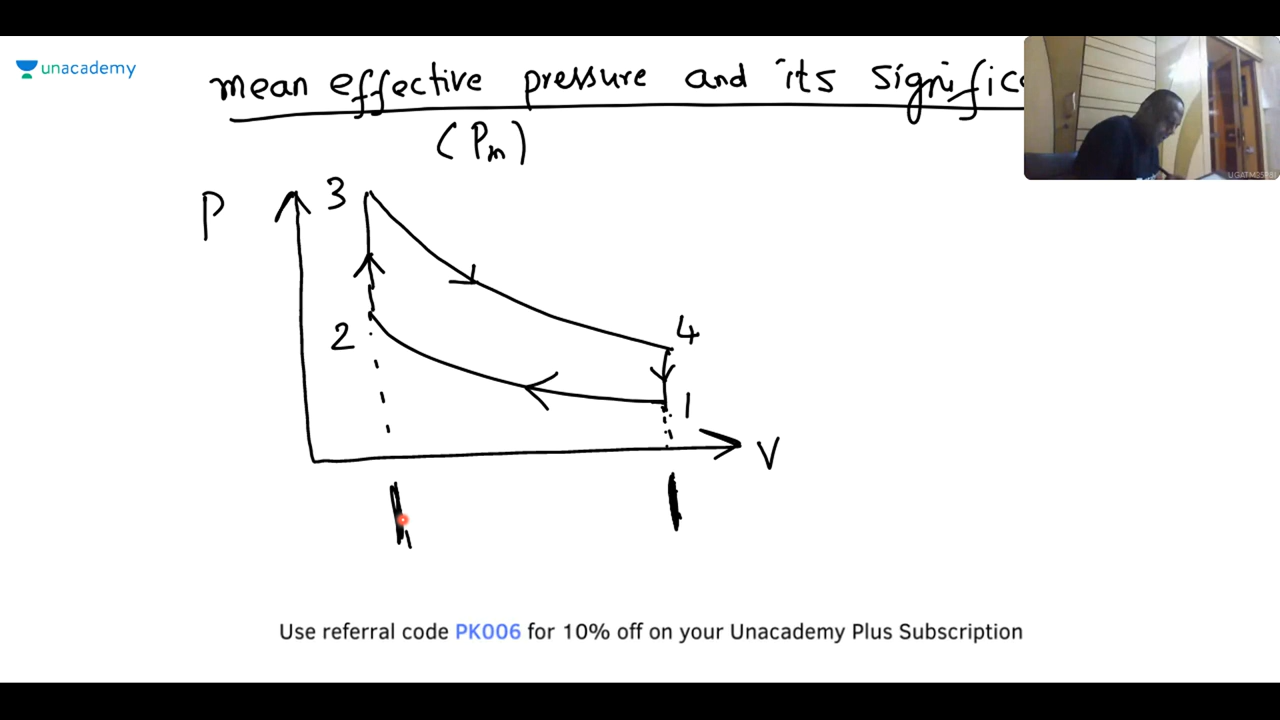 unacademy
mean effective pressure and its signific
(Pm)
P
3
2
4
1
V
Use referral code PK006 for 10% off on your Unacademy Plus Subscription